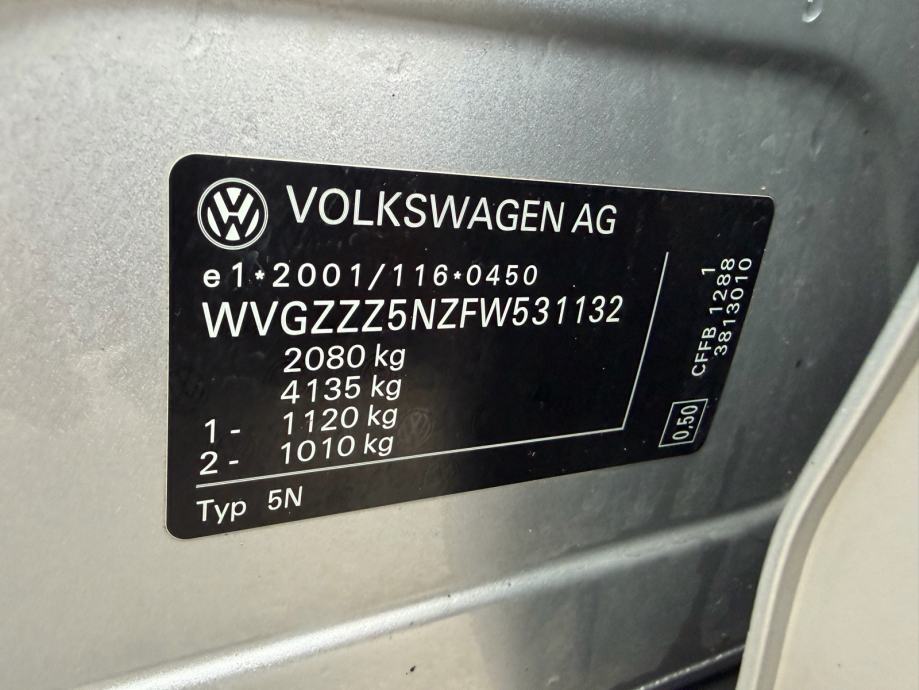 VOLKSWAGEN AG
e1*2001/116*0450
WVGZZZ5NZFW531132
2080 kg
4135 kg
1 - 1120 kg
2 - 1010 kg
Typ 5N
1
CFFB 1288
3813010
0,50